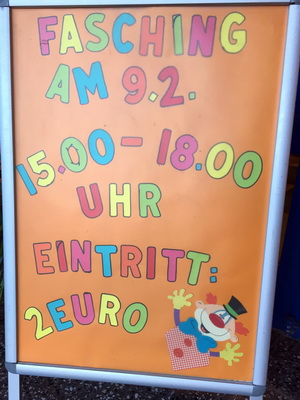 FASCHING
AM 9.2.
15.00-18.00
UHR
EINTRITT:
2EURO